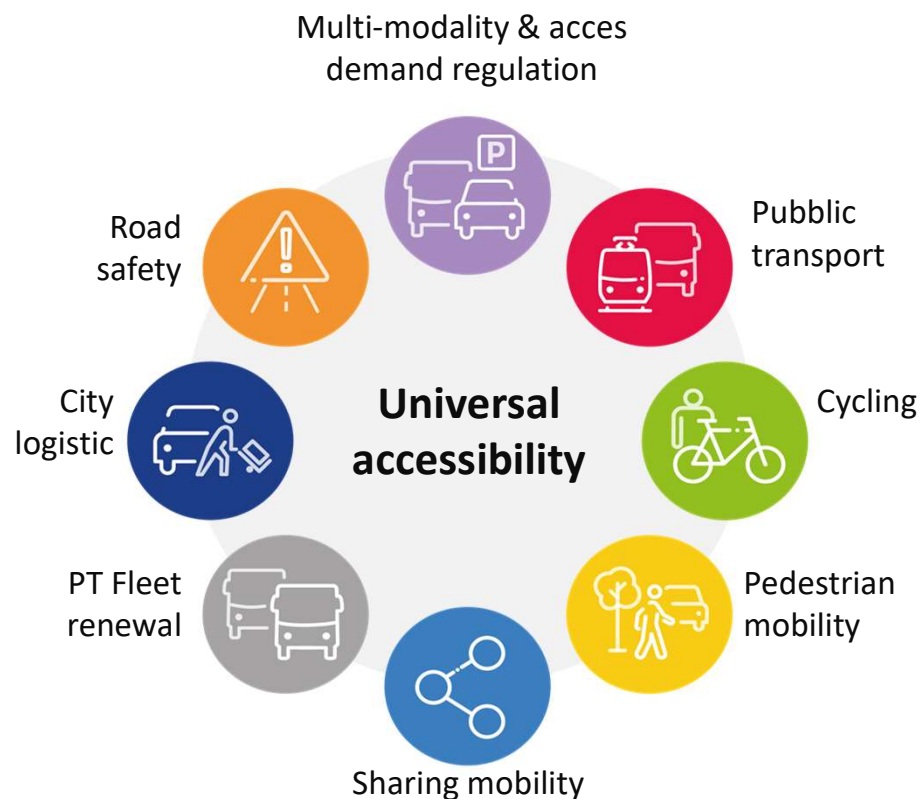 Multi-modality & acces
demand regulation
P
Road
safety
Pubblic
transport
City
logistic
Universal
accessibility
Cycling
PT Fleet
renewal
Pedestrian
mobility
Sharing mobility